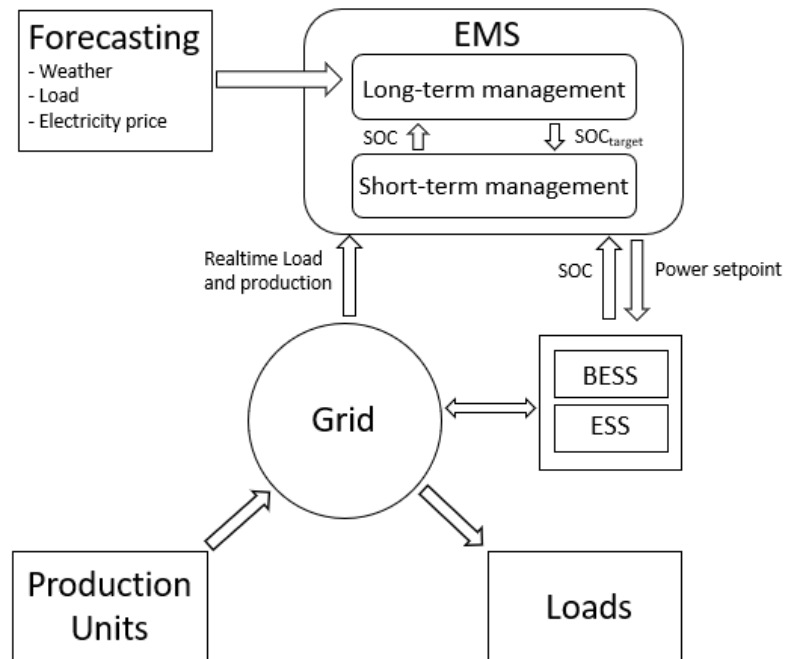 Forecasting
- Weather
- Load
- Electricity price
EMS
Long-term management
SOC
SOCtarget
Short-term management
Realtime Load
and production
SOC
Power setpoint
BESS
ESS
Grid
Production
Units
Loads